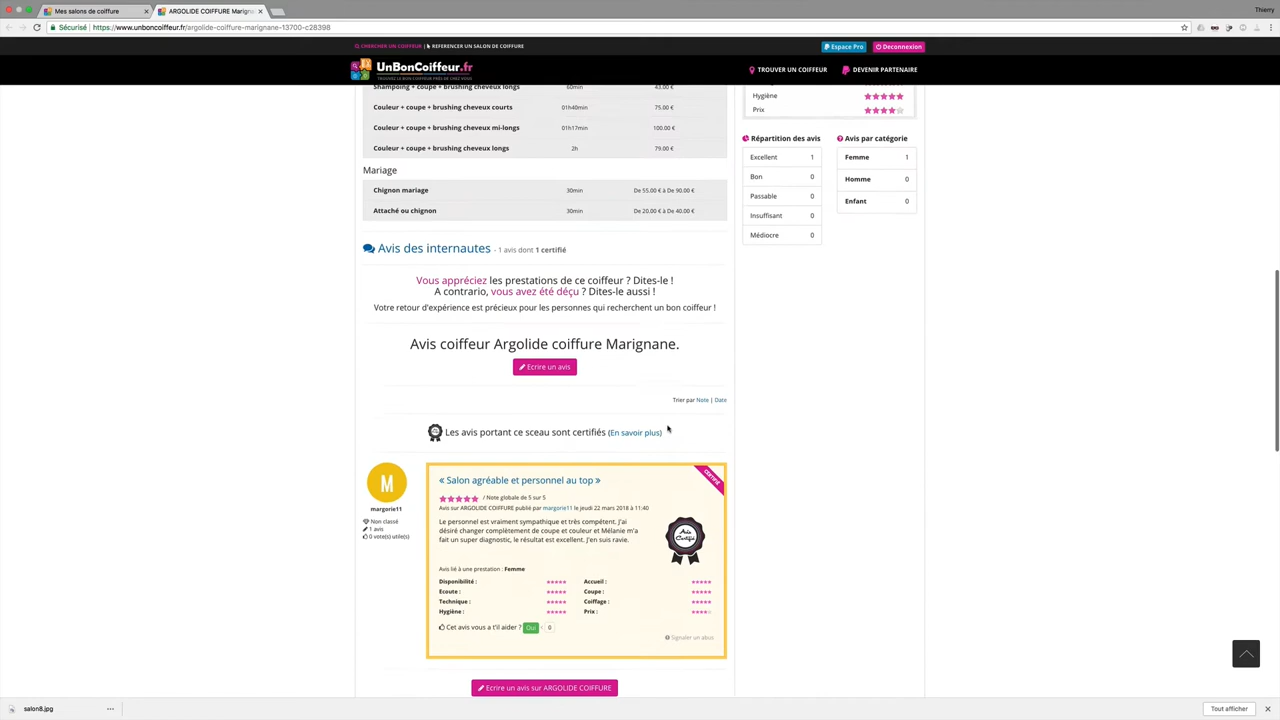 Mes salons de coiffure
ARGOLIDE COIFFURE Marign
Thierry
Sécurisé | https://www.unboncoiffeur.fr/argolide-coiffure-marignane-13700-c28398
CHERCHER UN COIFFEUR | REFERENCER UN SALON DE COIFFURE
Espace Pro
Deconnexion
UnBonCoiffeur.fr
TROUVEZ LE BON COIFFEUR PRÈS DE CHEZ VOUS
TROUVER UN COIFFEUR
DEVENIR PARTENAIRE
Shampoing + coupe + brushing cheveux longs 60min 43.00 €
Couleur + coupe + brushing cheveux courts 01h40min 75.00 €
Couleur + coupe + brushing cheveux mi-longs 01h17min 100.00 €
Couleur + coupe + brushing cheveux longs 2h 79.00 €
Mariage
Chignon mariage 30min De 55.00 € à De 90.00 €
Attaché ou chignon 30min De 20.00 € à De 40.00 €
Hygiène
Prix
Répartition des avis
Excellent 1
Bon 0
Passable 0
Insuffisant 0
Médiocre 0
Avis par catégorie
Femme 1
Homme 0
Enfant 0
Avis des internautes - 1 avis dont 1 certifié
Vous appréciez les prestations de ce coiffeur ? Dites-le !
A contrario, vous avez été déçu ? Dites-le aussi !
Votre retour d'expérience est précieux pour les personnes qui recherchent un bon coiffeur !
Avis coiffeur Argolide coiffure Marignane.
Ecrire un avis
Trier par Note | Date
Les avis portant ce sceau sont certifiés (En savoir plus)
M
margorie11
Non classé
1 avis
0 vote(s) utile(s)
CERTIFIÉ
« Salon agréable et personnel au top »
/ Note globale de 5 sur 5
Avis sur ARGOLIDE COIFFURE publié par margorie11 le jeudi 22 mars 2018 à 11:40
Le personnel est vraiment sympathique et très compétent. J'ai
désiré changer complètement de coupe et couleur et Mélanie m'a
fait un super diagnostic, le résultat est excellent. J'en suis ravie.
Avis
Certifié
Avis lié à une prestation : Femme
Disponibilité : Accueil :
Ecoute : Coupe :
Technique : Coiffage :
Hygiène : Prix :
Cet avis vous a t'il aider ? Oui 0
Signaler un abus
Ecrire un avis sur ARGOLIDE COIFFURE
salon8.jpg
Tout afficher